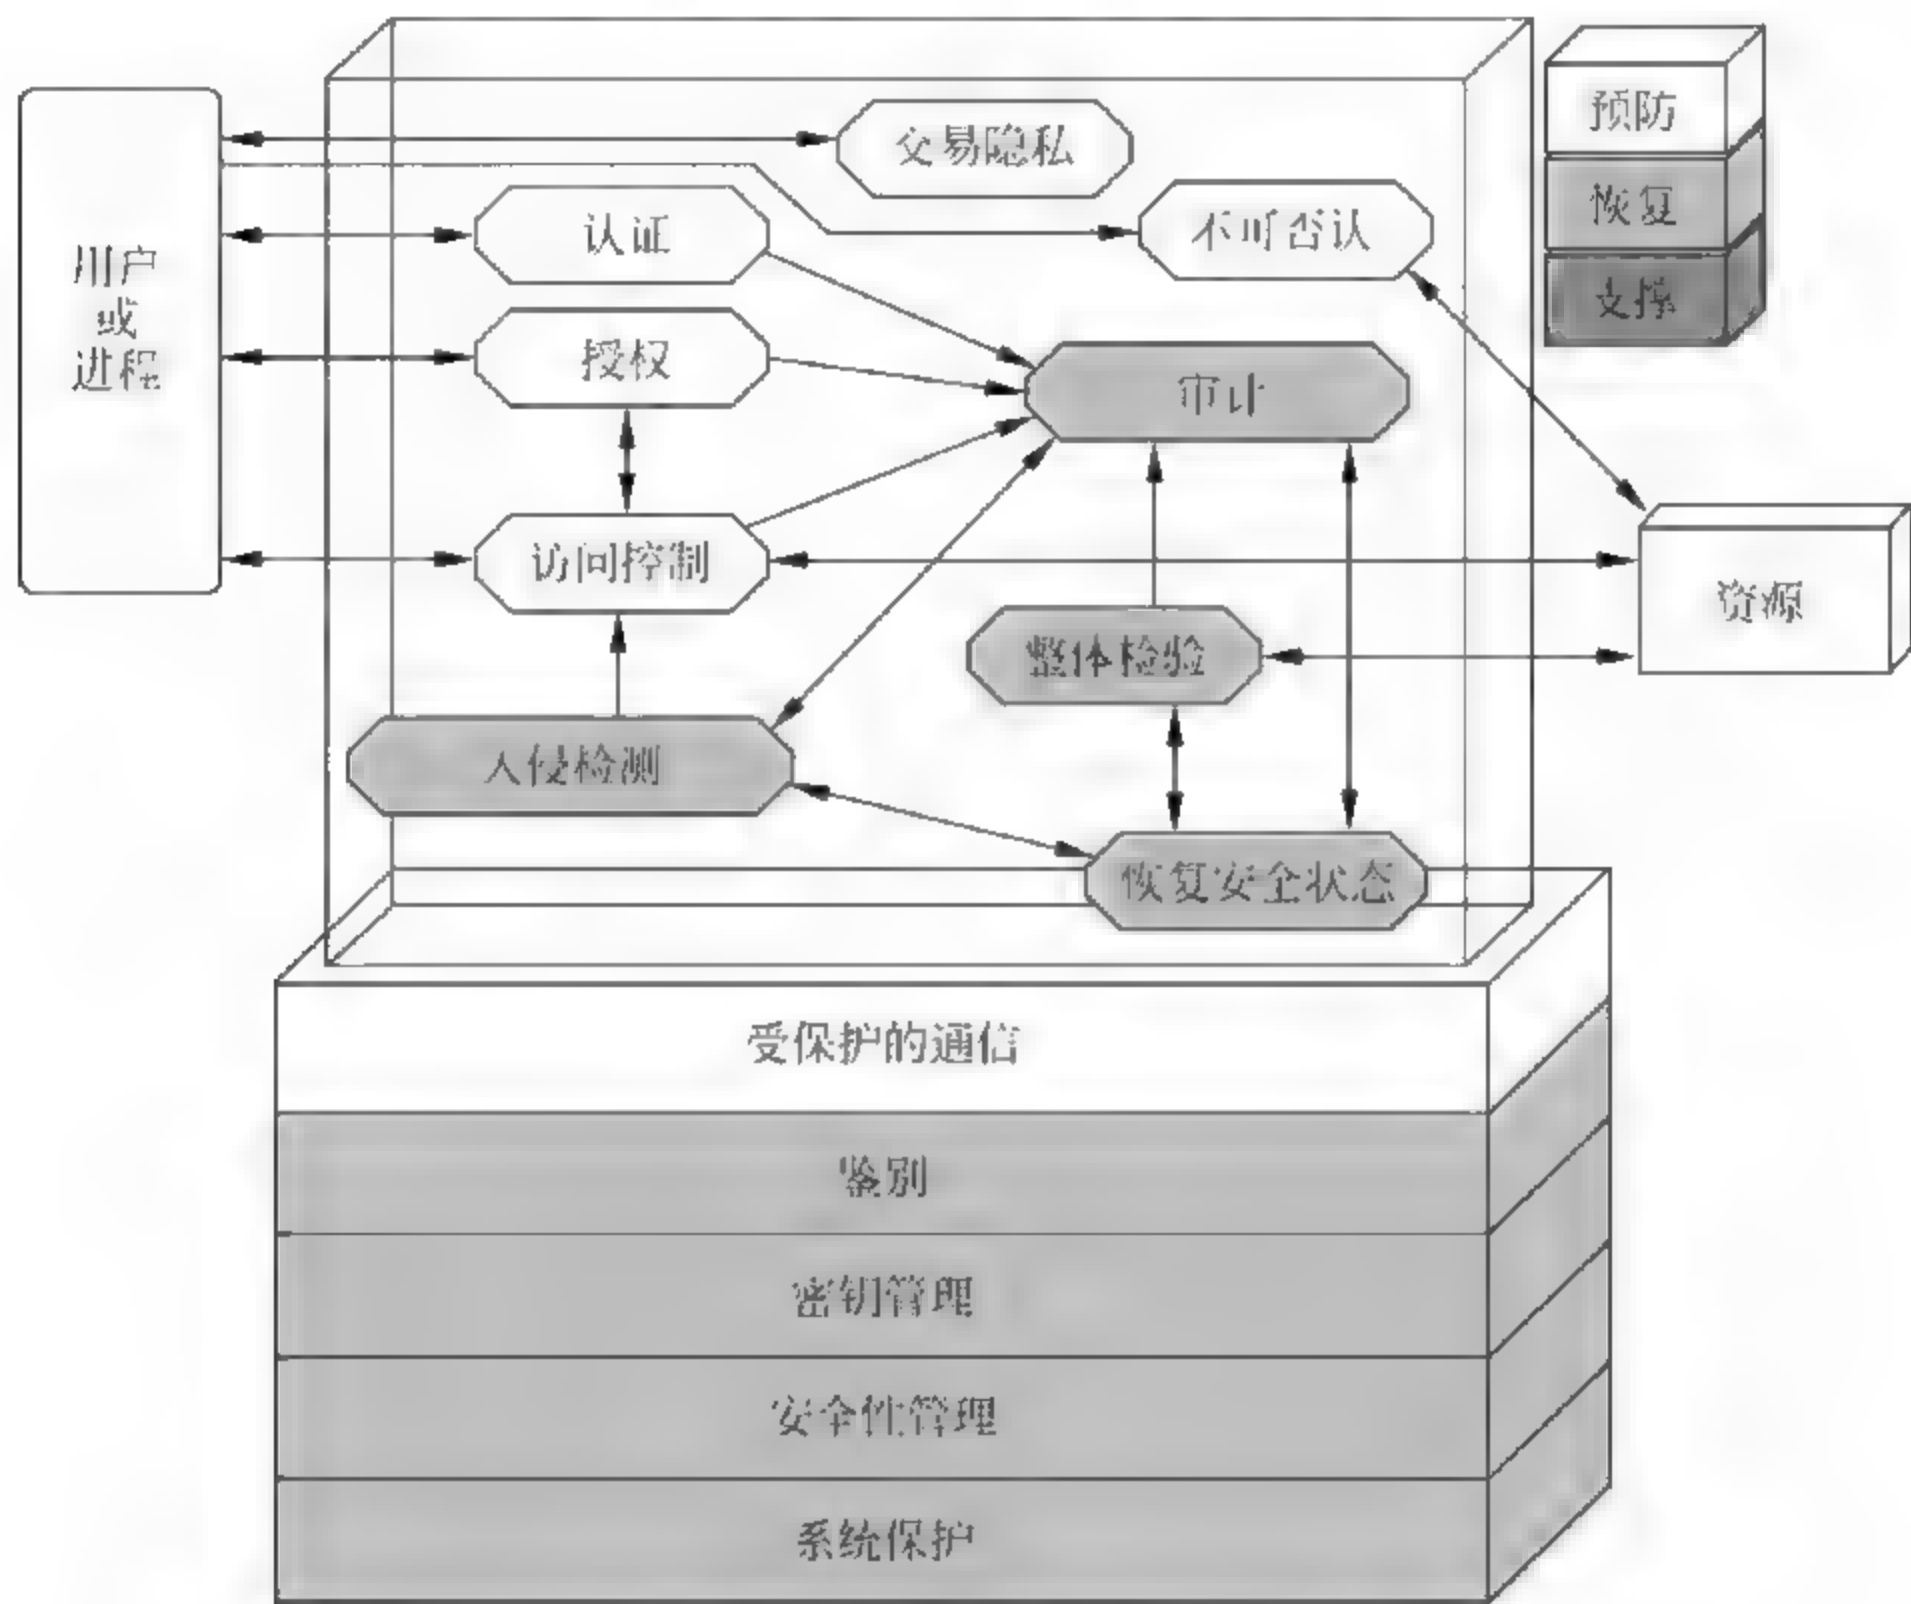 预防
交易隐私
恢复
认证
不可否认
用户
或
进程
支撑
授权
审计
访问控制
资源
整体检验
入侵检测
恢复安全状态
受保护的通信
鉴别
密钥管理
安全性管理
系统保护